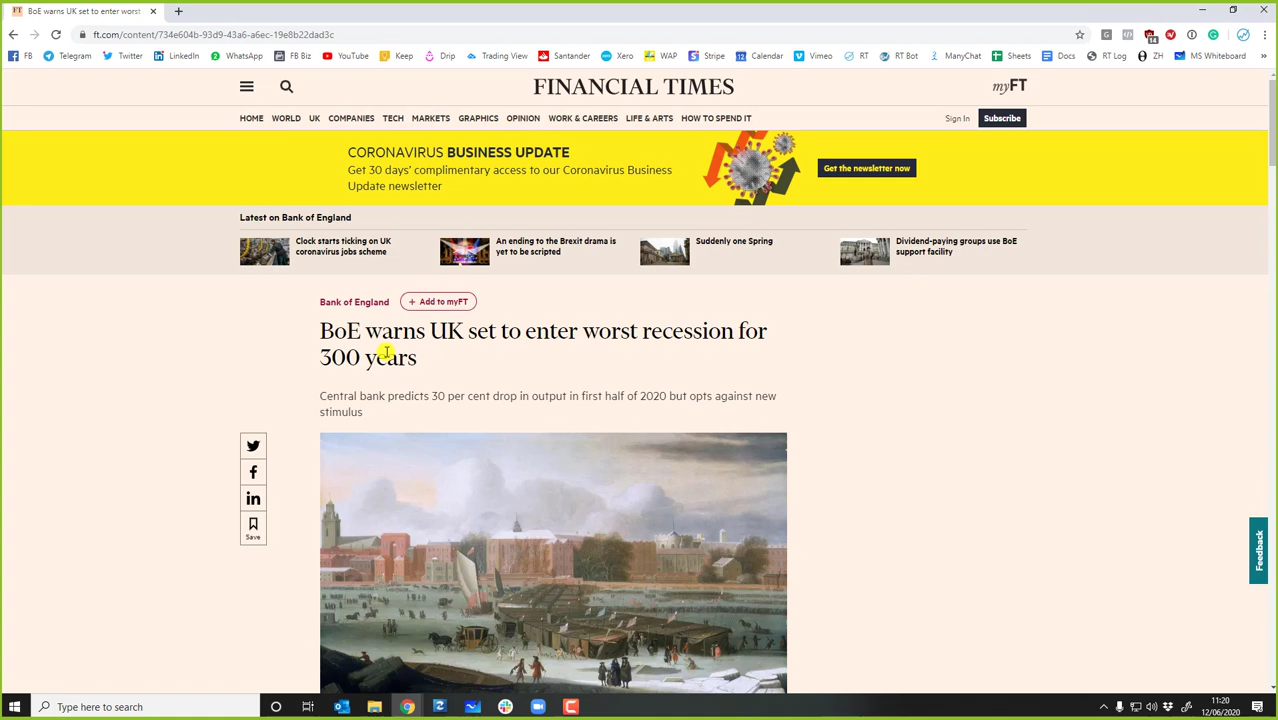 FT BoE warns UK set to enter worst
ft.com/content/734e604b-93d9-43a6-a6ec-19e8b22dad3c
14
FB Telegram Twitter LinkedIn WhatsApp FB Biz YouTube Keep Drip Trading View Santander Xero WAP Stripe Calendar Vimeo RT RT Bot ManyChat Sheets Docs RT Log ZH MS Whiteboard »
FINANCIAL TIMES
myFT
HOME WORLD UK COMPANIES TECH MARKETS GRAPHICS OPINION WORK & CAREERS LIFE & ARTS HOW TO SPEND IT
Sign In Subscribe
CORONAVIRUS BUSINESS UPDATE
Get 30 days' complimentary access to our Coronavirus Business
Update newsletter
Get the newsletter now
Latest on Bank of England
Clock starts ticking on UK
coronavirus jobs scheme
An ending to the Brexit drama is
yet to be scripted
Suddenly one Spring
Dividend-paying groups use BoE
support facility
Bank of England + Add to myFT
BoE warns UK set to enter worst recession for
300 years
Central bank predicts 30 per cent drop in output in first half of 2020 but opts against new
stimulus
Save
Feedback
Type here to search
11:20
12/06/2020